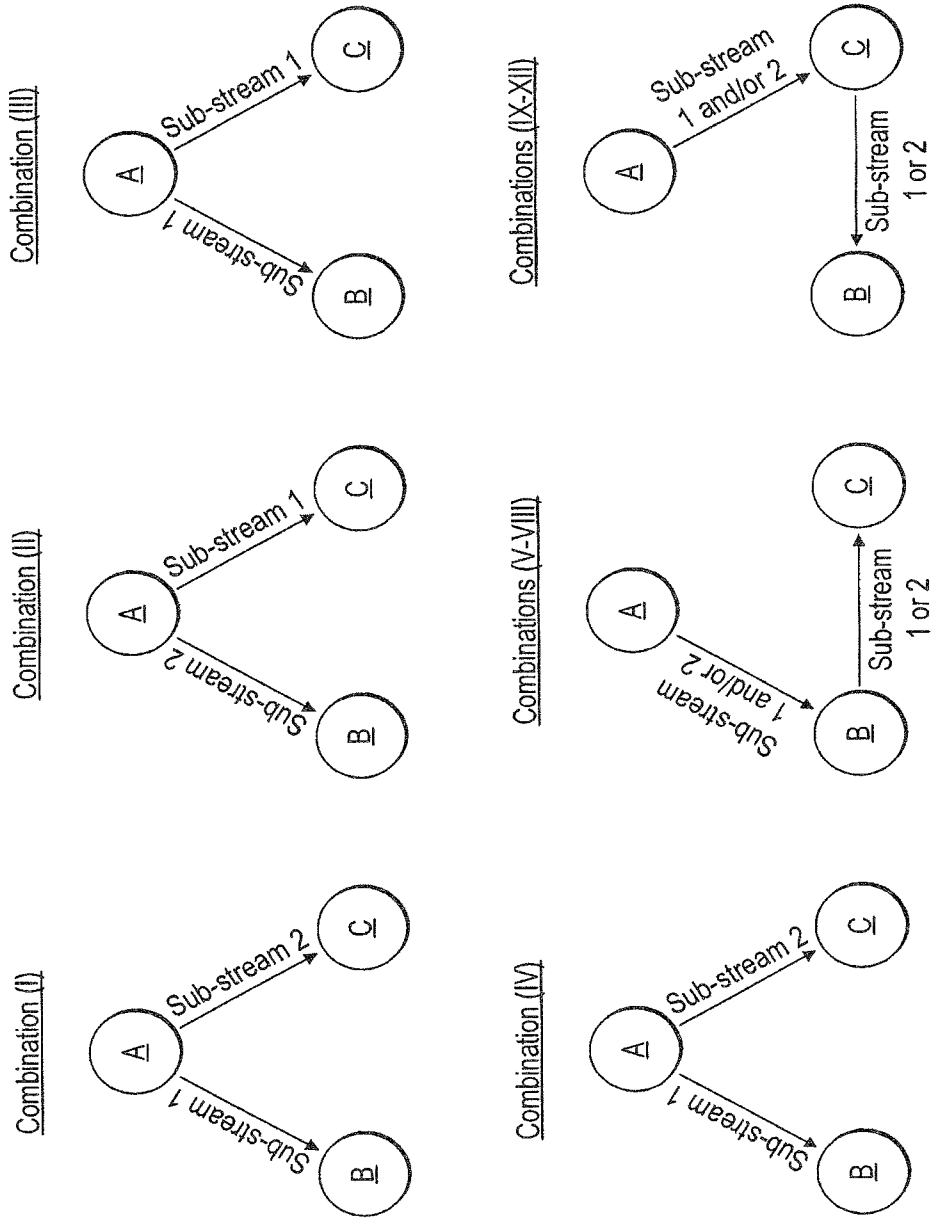 Combination (I)
A
Sub-stream 1
Sub-stream 2
B
C
Combination (II)
A
Sub-stream 2
Sub-stream 1
B
C
Combination (III)
A
Sub-stream 1
Sub-stream 1
B
C
Combination (IV)
A
Sub-stream 1
Sub-stream 2
B
C
Combinations (V-VIII)
A
Sub-stream
1 and/or 2
B
C
Sub-stream
1 or 2
Combinations (IX-XII)
A
Sub-stream
1 and/or 2
B
C
Sub-stream
1 or 2